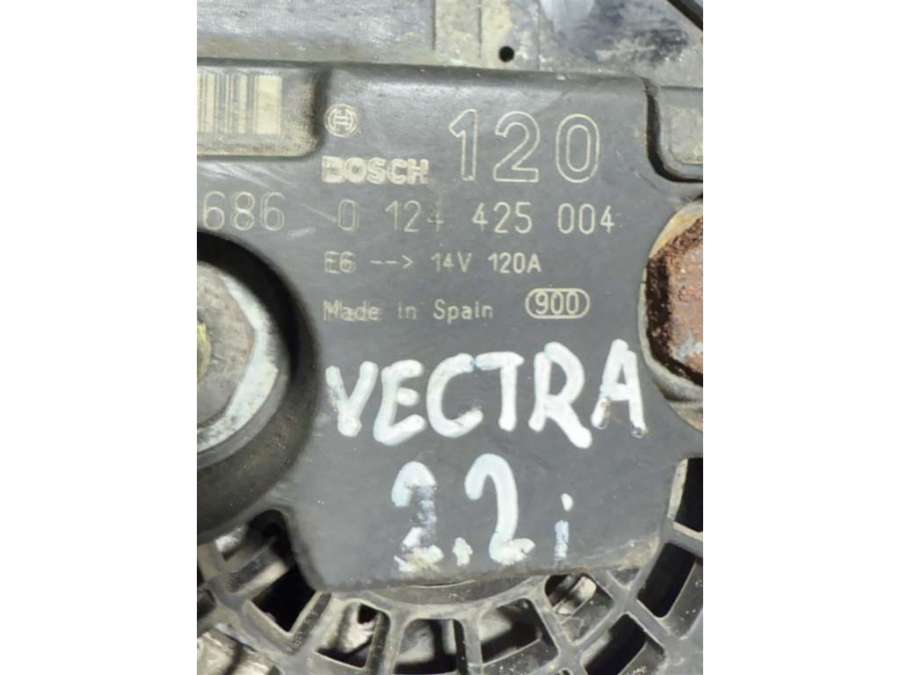 120
BOSCH
686 0 124 425 004
E6 --> 14V 120A
Made in Spain 900
VECTRA
2.2i